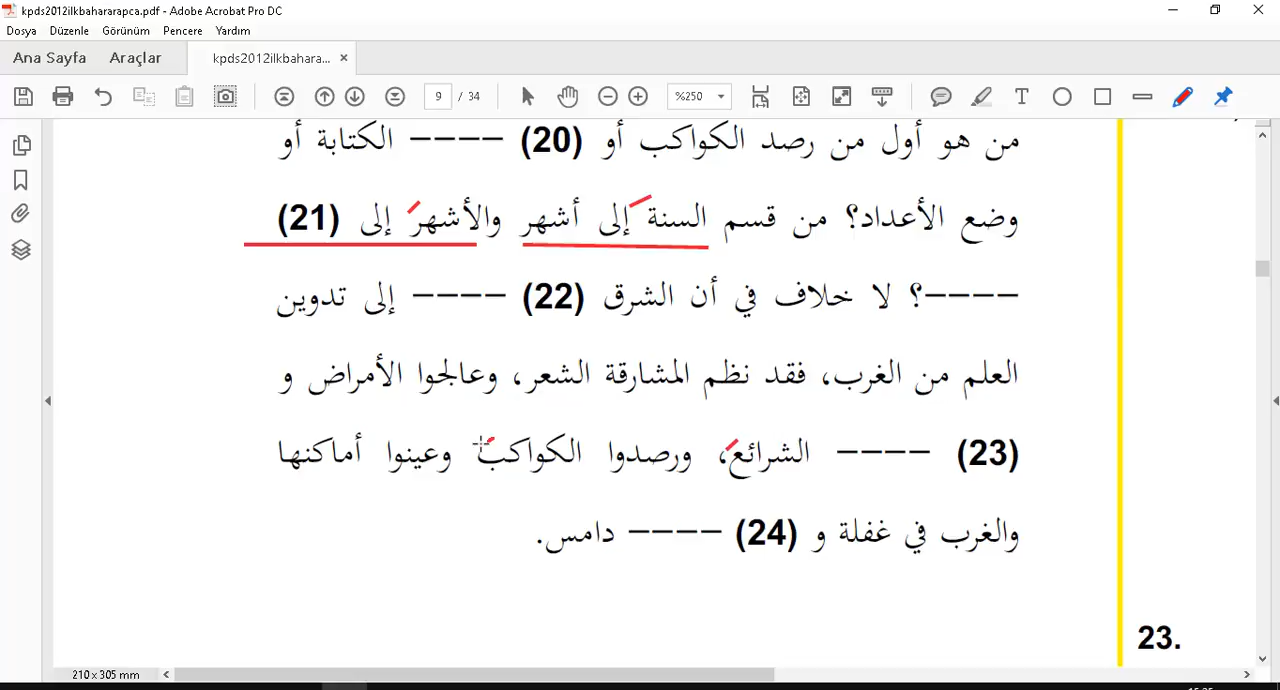 kpds2012ilkbahararapca.pdf - Adobe Acrobat Pro DC
Dosya Düzenle Görünüm Pencere Yardım
Ana Sayfa Araçlar kpds2012ilkbahara... ×
9 / 34 %250
من هو أول من رصد الكواكب أو (20) ---- الكتابة أو
وضع الأعداد؟ من قسم السنة إلى أشهر والأشهر إلى (21)
----؟ لا خلاف في أن الشرق (22) ---- إلى تدوين
العلم من الغرب، فقد نظم المشارقة الشعر، وعالجوا الأمراض و
(23) ---- الشرائع، ورصدوا الكواكب وعينوا أماكنها
والغرب في غفلة و (24) ---- دامس.
23.
210 x 305 mm